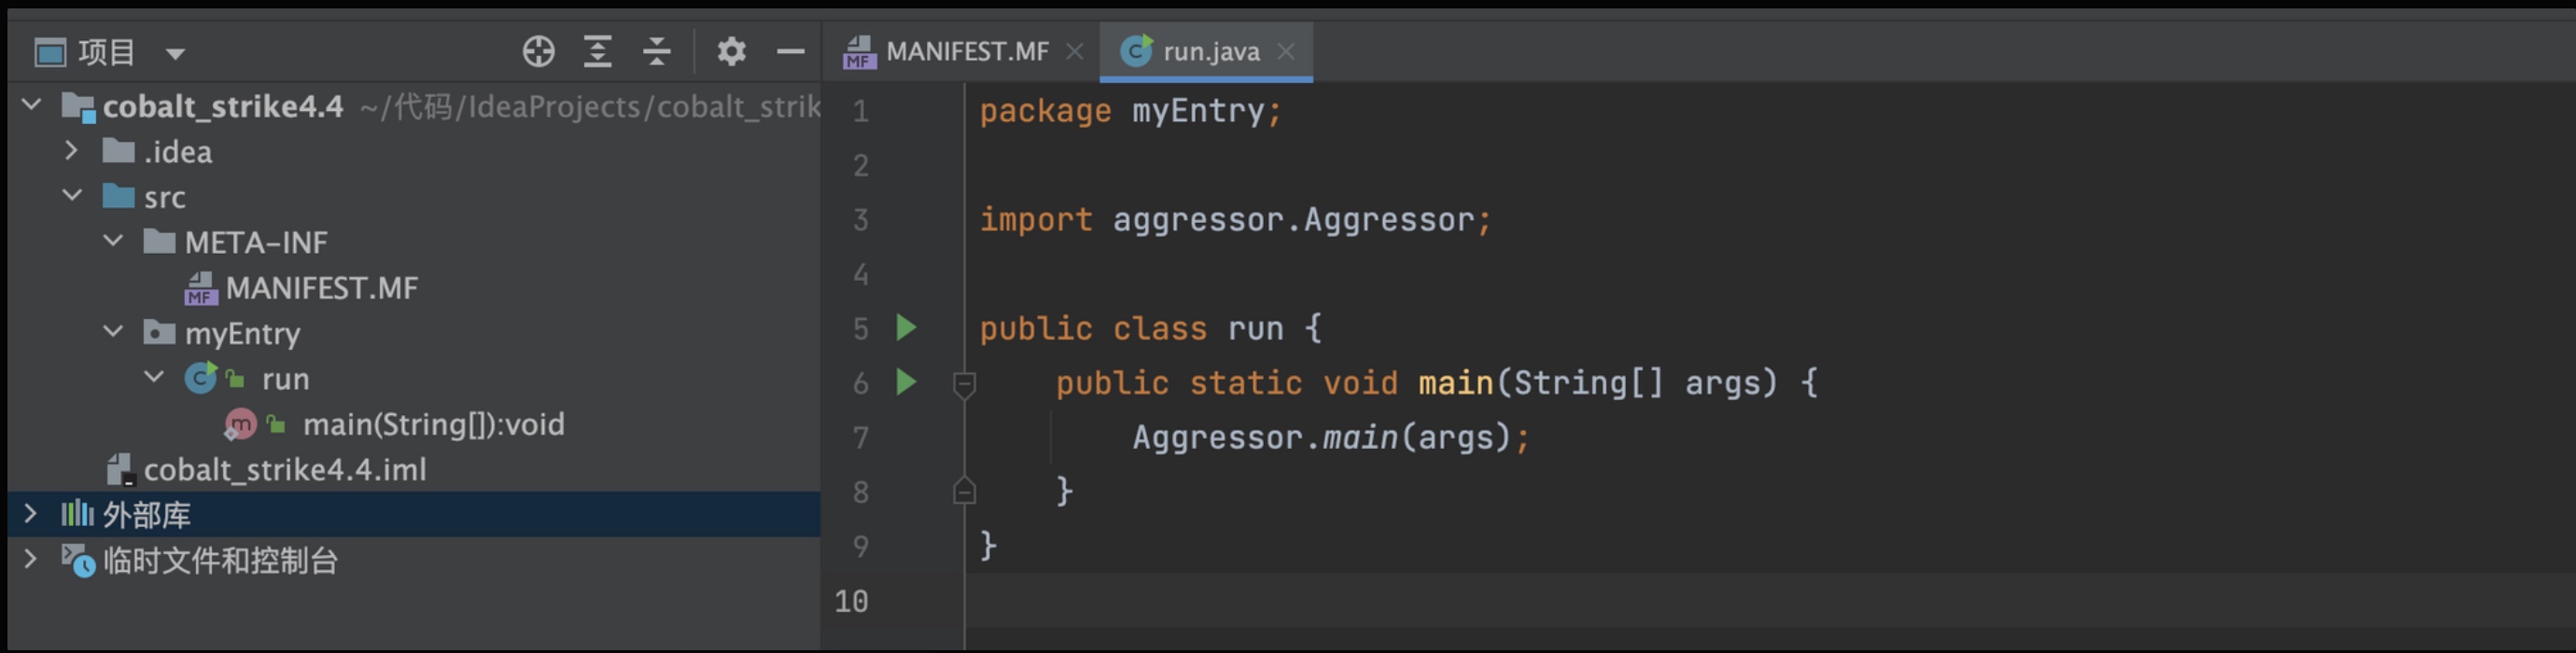 项目
cobalt_strike4.4 ~/代码/IdeaProjects/cobalt_strik
.idea
src
META-INF
MF MANIFEST.MF
myEntry
C run
m main(String[]):void
cobalt_strike4.4.iml
外部库
临时文件和控制台
MF MANIFEST.MF
C run.java
1 package myEntry;
2
3 import aggressor.Aggressor;
4
5 public class run {
6 public static void main(String[] args) {
7 Aggressor.main(args);
8 }
9 }
10